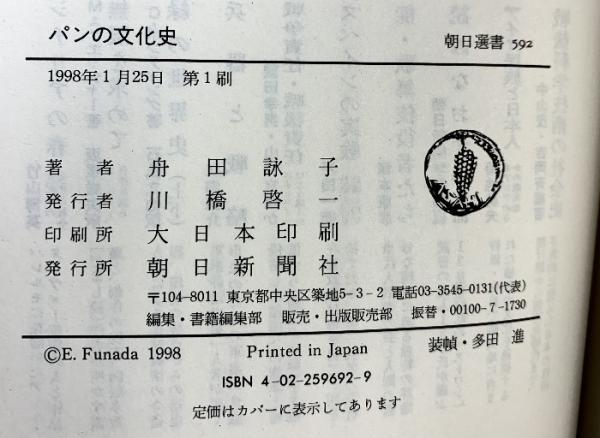 パンの文化史
朝日選書 592
1998年1月25日 第1刷
著者 舟田詠子
発行者 川橋啓一
印刷所 大日本印刷
発行所 朝日新聞社
〒104-8011 東京都中央区築地5-3-2 電話03-3545-0131(代表)
編集・書籍編集部 販売・出版販売部 振替・00100-7-1730
©E. Funada 1998 Printed in Japan 装幀・多田 進
ISBN 4-02-259692-9
定価はカバーに表示してあります